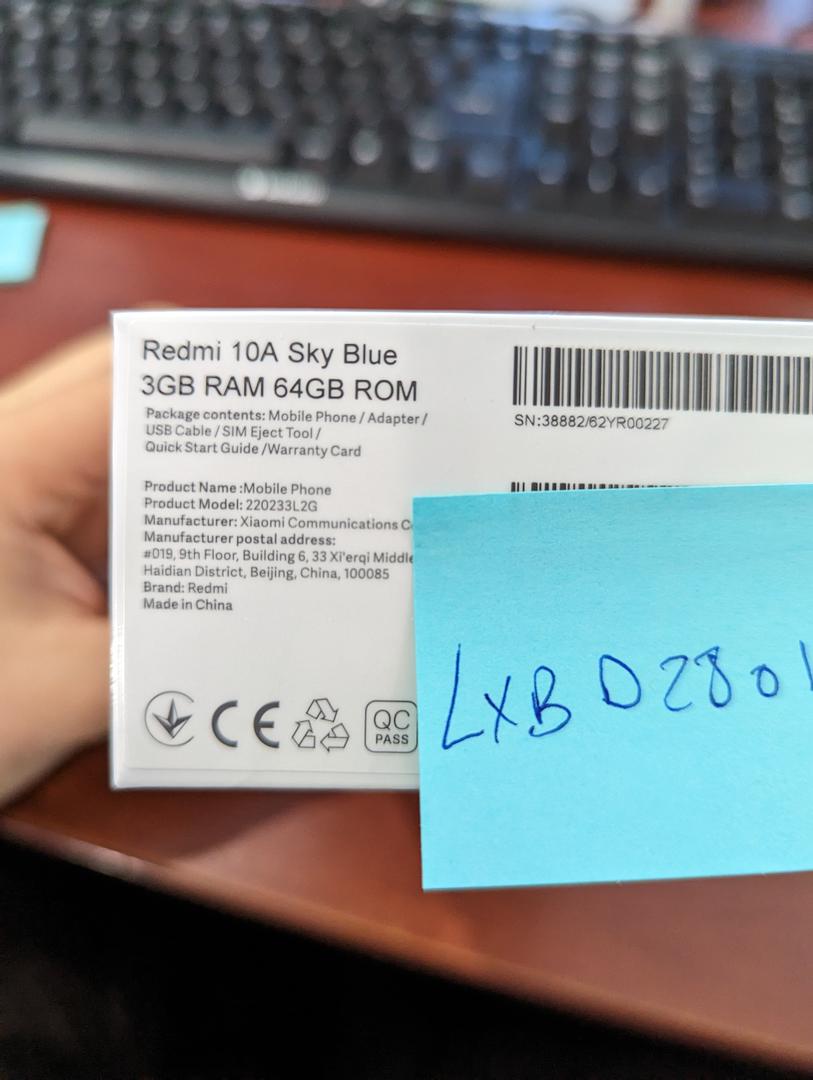 Redmi 10A Sky Blue
3GB RAM 64GB ROM
Package contents: Mobile Phone / Adapter /
USB Cable / SIM Eject Tool /
Quick Start Guide /Warranty Card
Product Name :Mobile Phone
Product Model: 220233L2G
Manufacturer: Xiaomi Communications
Manufacturer postal address:
#019, 9th Floor, Building 6, 33 Xi'erqi Middle
Haidian District, Beijing, China, 100085
Brand: Redmi
Made in China
CE
QC
PASS
SN:38882/62YR00227
LXB D280